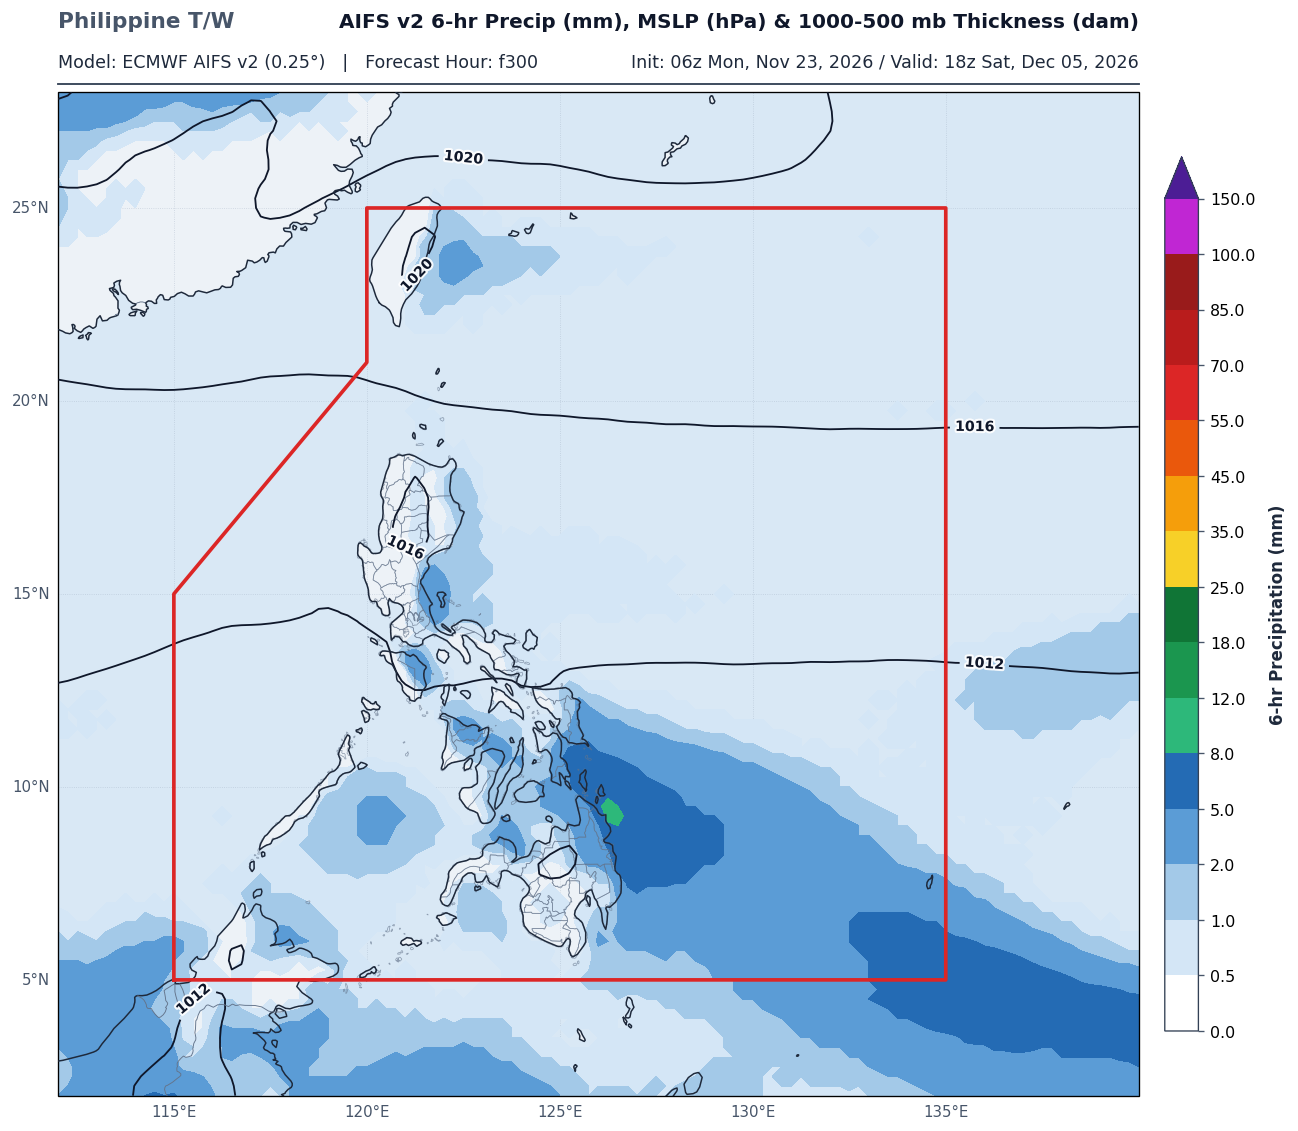 Philippine T/W
AIFS v2 6-hr Precip (mm), MSLP (hPa) & 1000-500 mb Thickness (dam)
Model: ECMWF AIFS v2 (0.25°) | Forecast Hour: f300
Init: 06z Mon, Nov 23, 2026 / Valid: 18z Sat, Dec 05, 2026
1020
1020
1016
1016
1012
1012
25°N
20°N
15°N
10°N
5°N
115°E
120°E
125°E
130°E
135°E
150.0
100.0
85.0
70.0
55.0
45.0
35.0
25.0
18.0
12.0
8.0
5.0
2.0
1.0
0.5
0.0
6-hr Precipitation (mm)